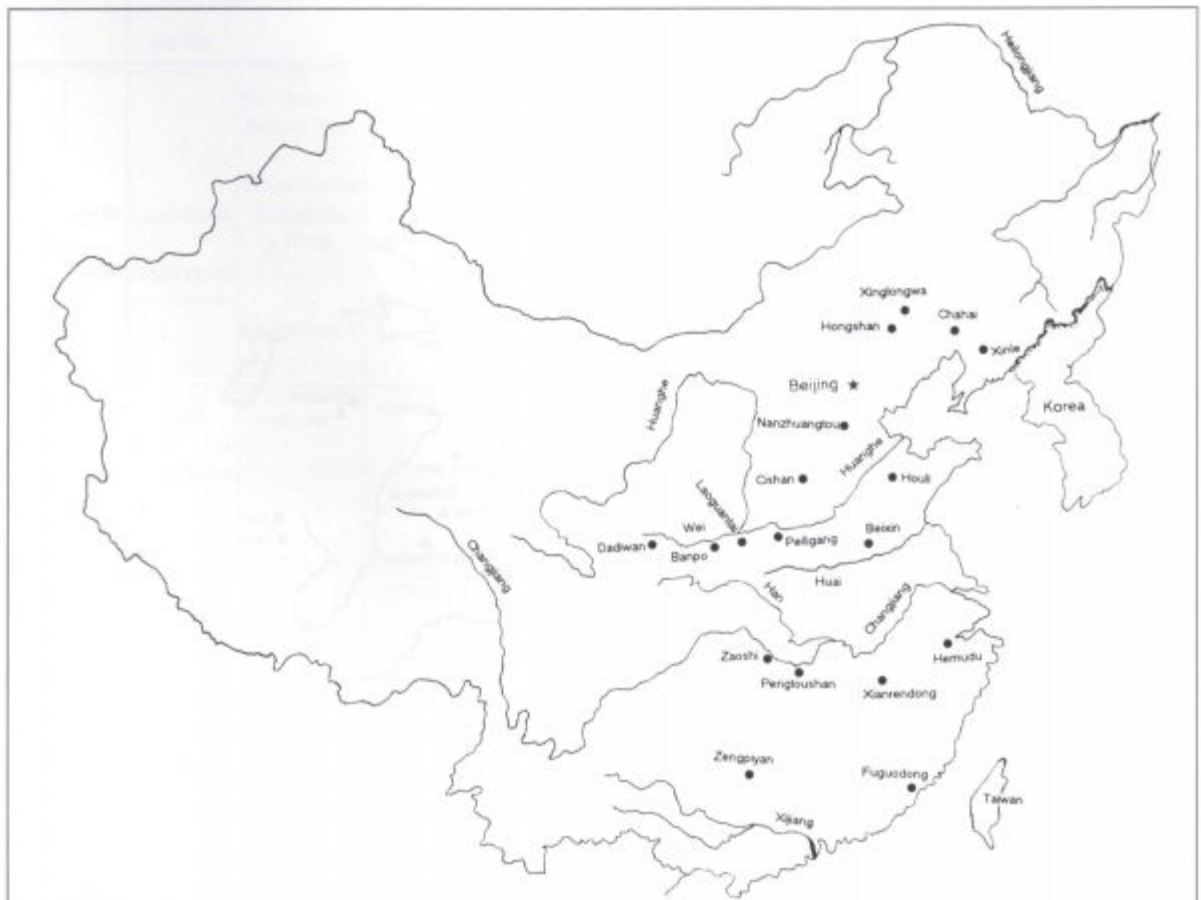 Heilongjiang
Xinglongwa
Chahai
Hongshan
Xinle
Beijing
Huanghe
Korea
Nanzhuangtou
Huanghe
Cishan
Houli
Laoguantai
Wei
Peiligang
Beixin
Dadiwan
Banpo
Changjiang
Huai
Han
Changjiang
Zaoshi
Hemudu
Pengtoushan
Xianrendong
Zengpiyan
Fuguodong
Taiwan
Xijiang